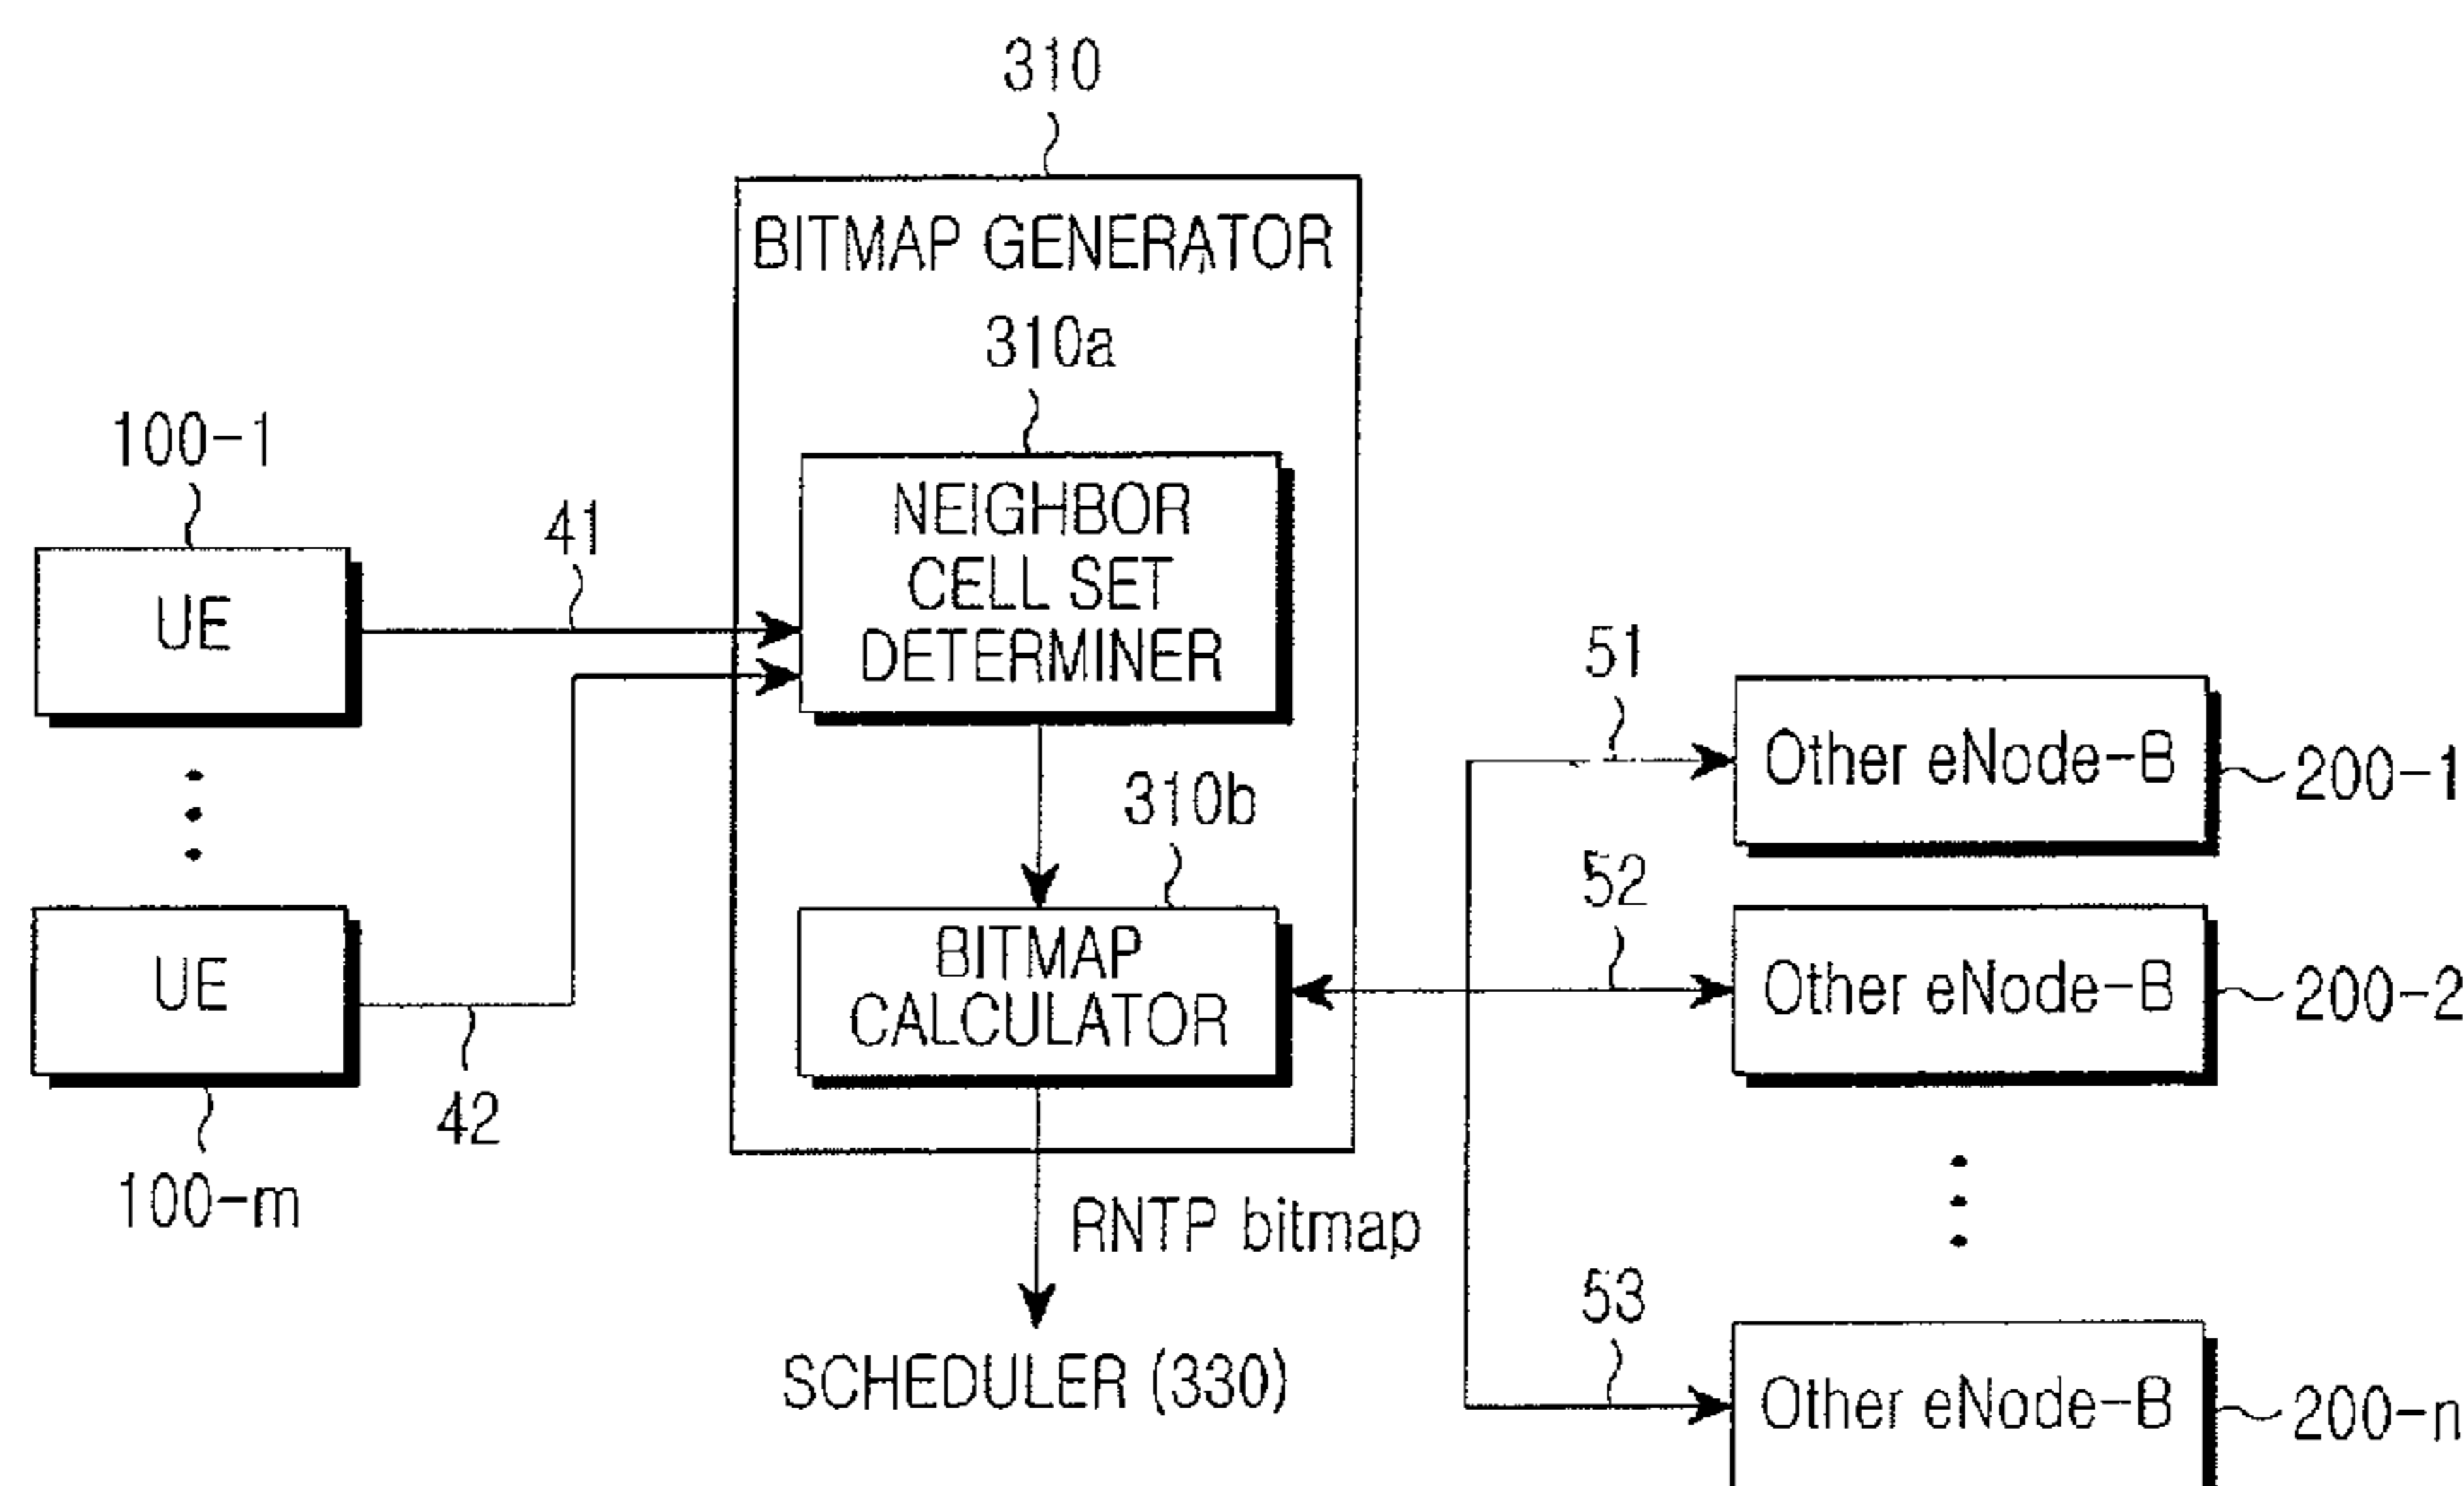 310
BITMAP GENERATOR
310a
NEIGHBOR
CELL SET
DETERMINER
100-1
UE
41
UE
42
100-m
310b
BITMAP
CALCULATOR
RNTP bitmap
SCHEDULER (330)
51
Other eNode-B
200-1
52
Other eNode-B
200-2
53
Other eNode-B
200-n